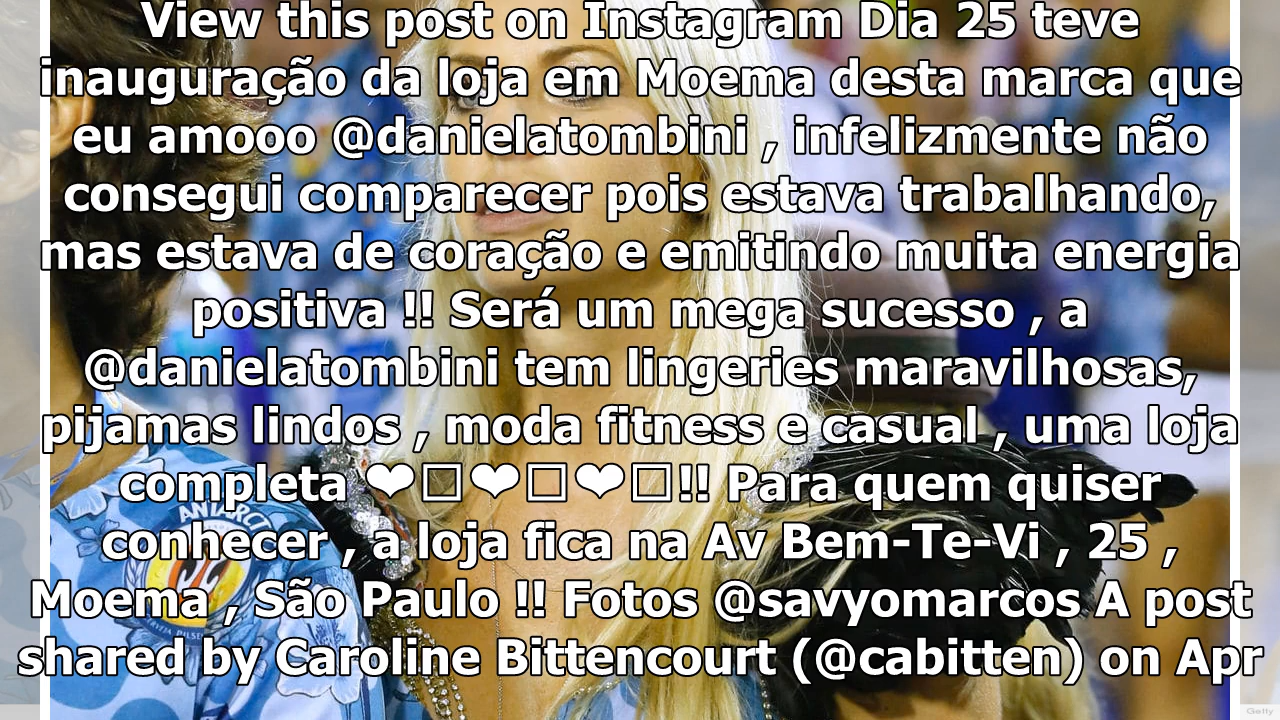 View this post on Instagram Dia 25 teve
inauguração da loja em Moema desta marca que
eu amooo @danielatombini , infelizmente não
consegui comparecer pois estava trabalhando,
mas estava de coração e emitindo muita energia
positiva !! Será um mega sucesso , a
@danielatombini tem lingeries maravilhosas,
pijamas lindos , moda fitness e casual , uma loja
completa ❤□❤□❤□!! Para quem quiser
conhecer , a loja fica na Av Bem-Te-Vi , 25 ,
Moema , São Paulo !! Fotos @savyomarcos A post
shared by Caroline Bittencourt (@cabitten) on Apr
Getty